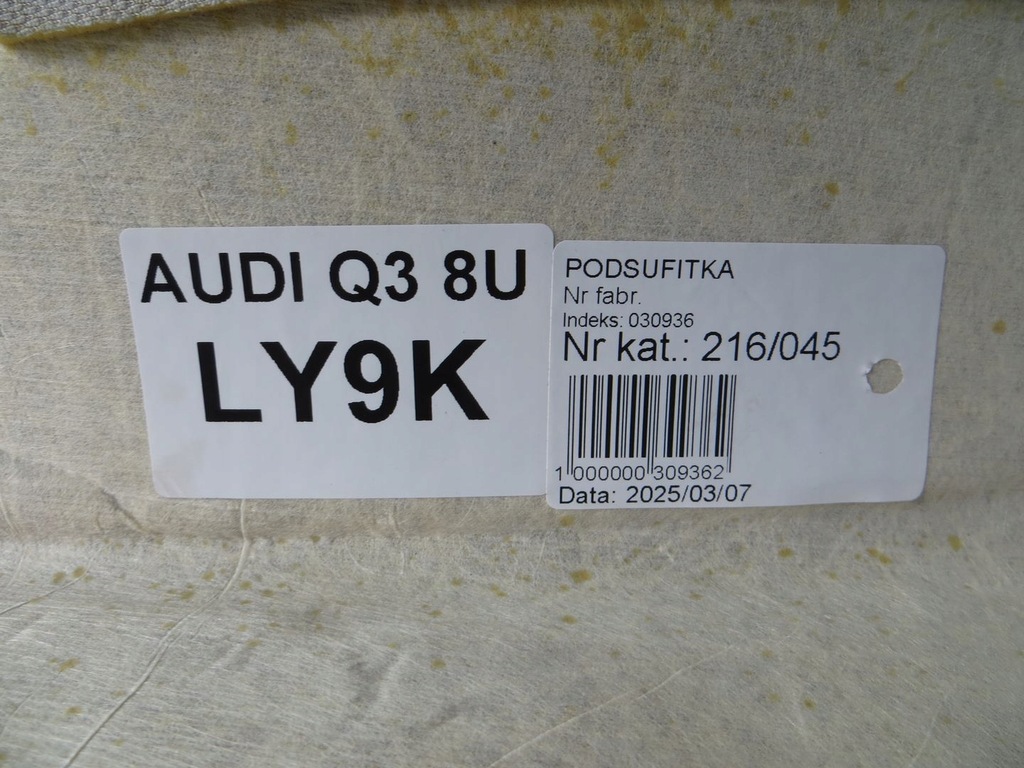 AUDI Q3 8U
LY9K
PODSUFITKA
Nr fabr.
Indeks: 030936
Nr kat.: 216/045
1 000000 309362
Data: 2025/03/07